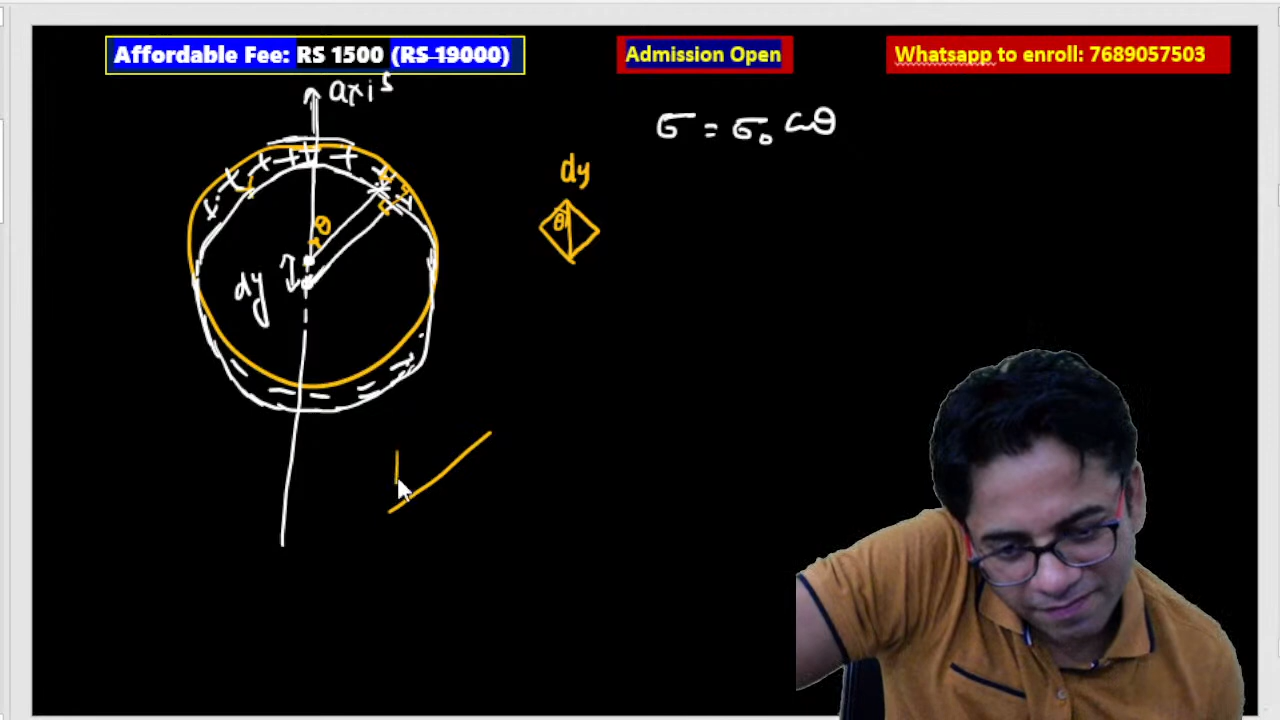 Affordable Fee: RS 1500 (RS 19000)
Admission Open
Whatsapp to enroll: 7689057503
axis
σ = σ₀ cosθ
dy
θ
θ
dy